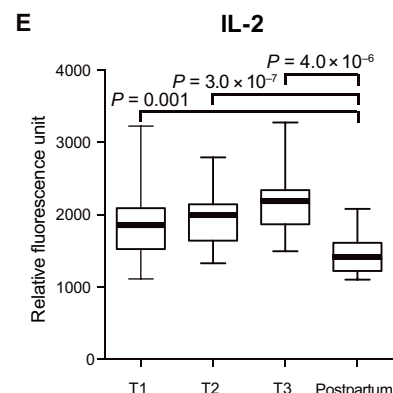 E
IL-2
P = 4.0 × 10⁻⁶
P = 3.0 × 10⁻⁷
P = 0.001
Relative fluorescence unit
4000
3000
2000
1000
0
T1 T2 T3 Postpartum